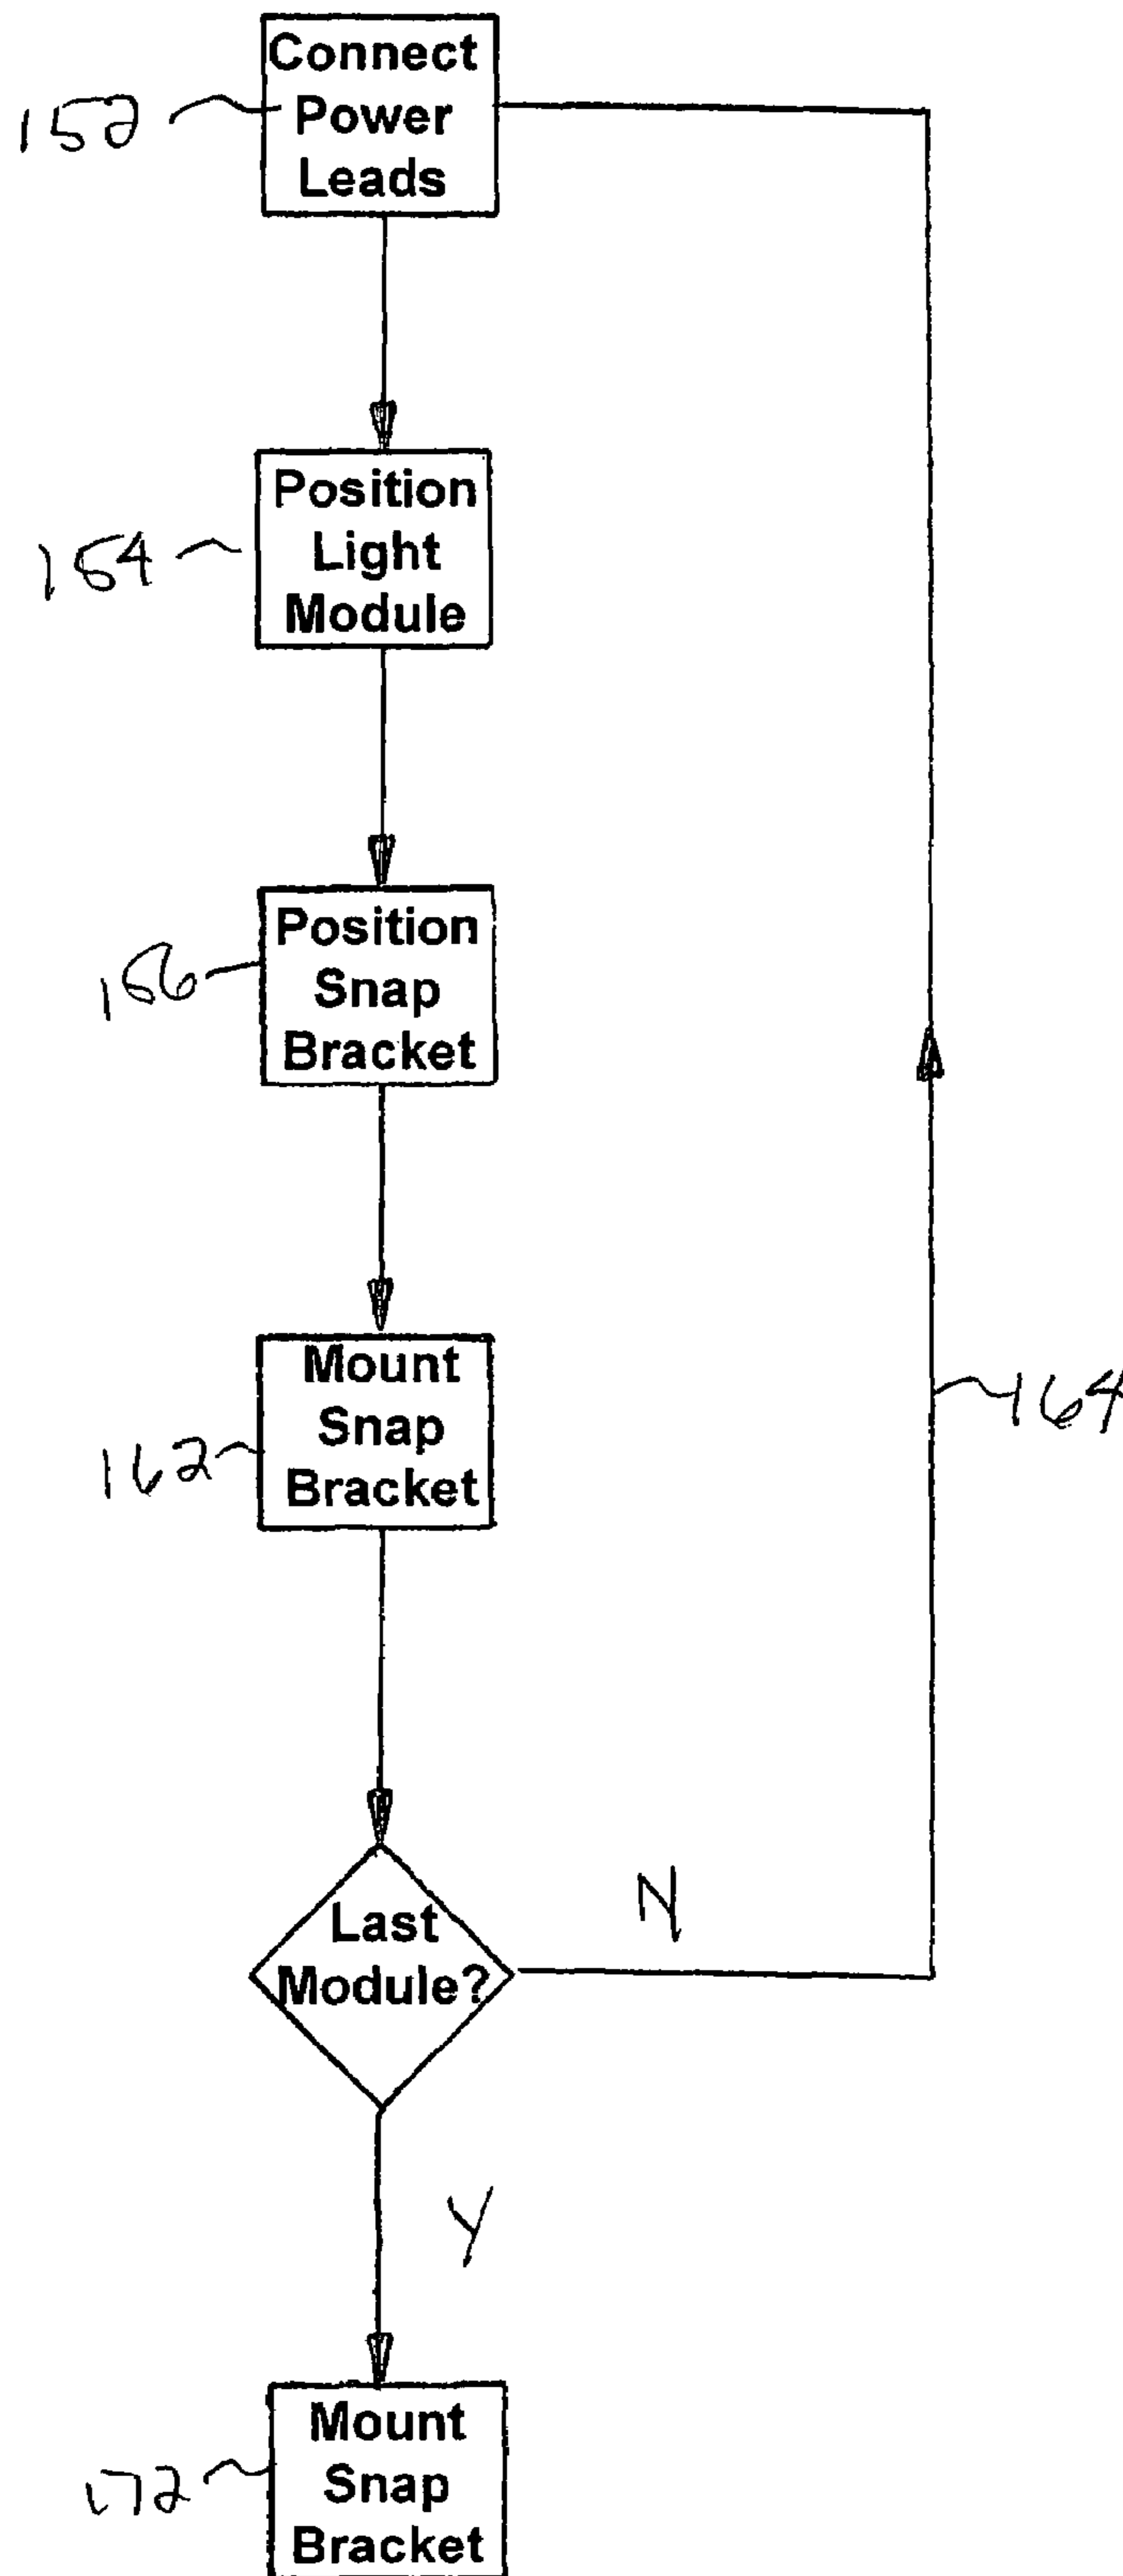 Connect
Power
Leads
152
Position
Light
Module
154
Position
Snap
Bracket
156
Mount
Snap
Bracket
162
164
Last
Module?
N
Y
Mount
Snap
Bracket
172